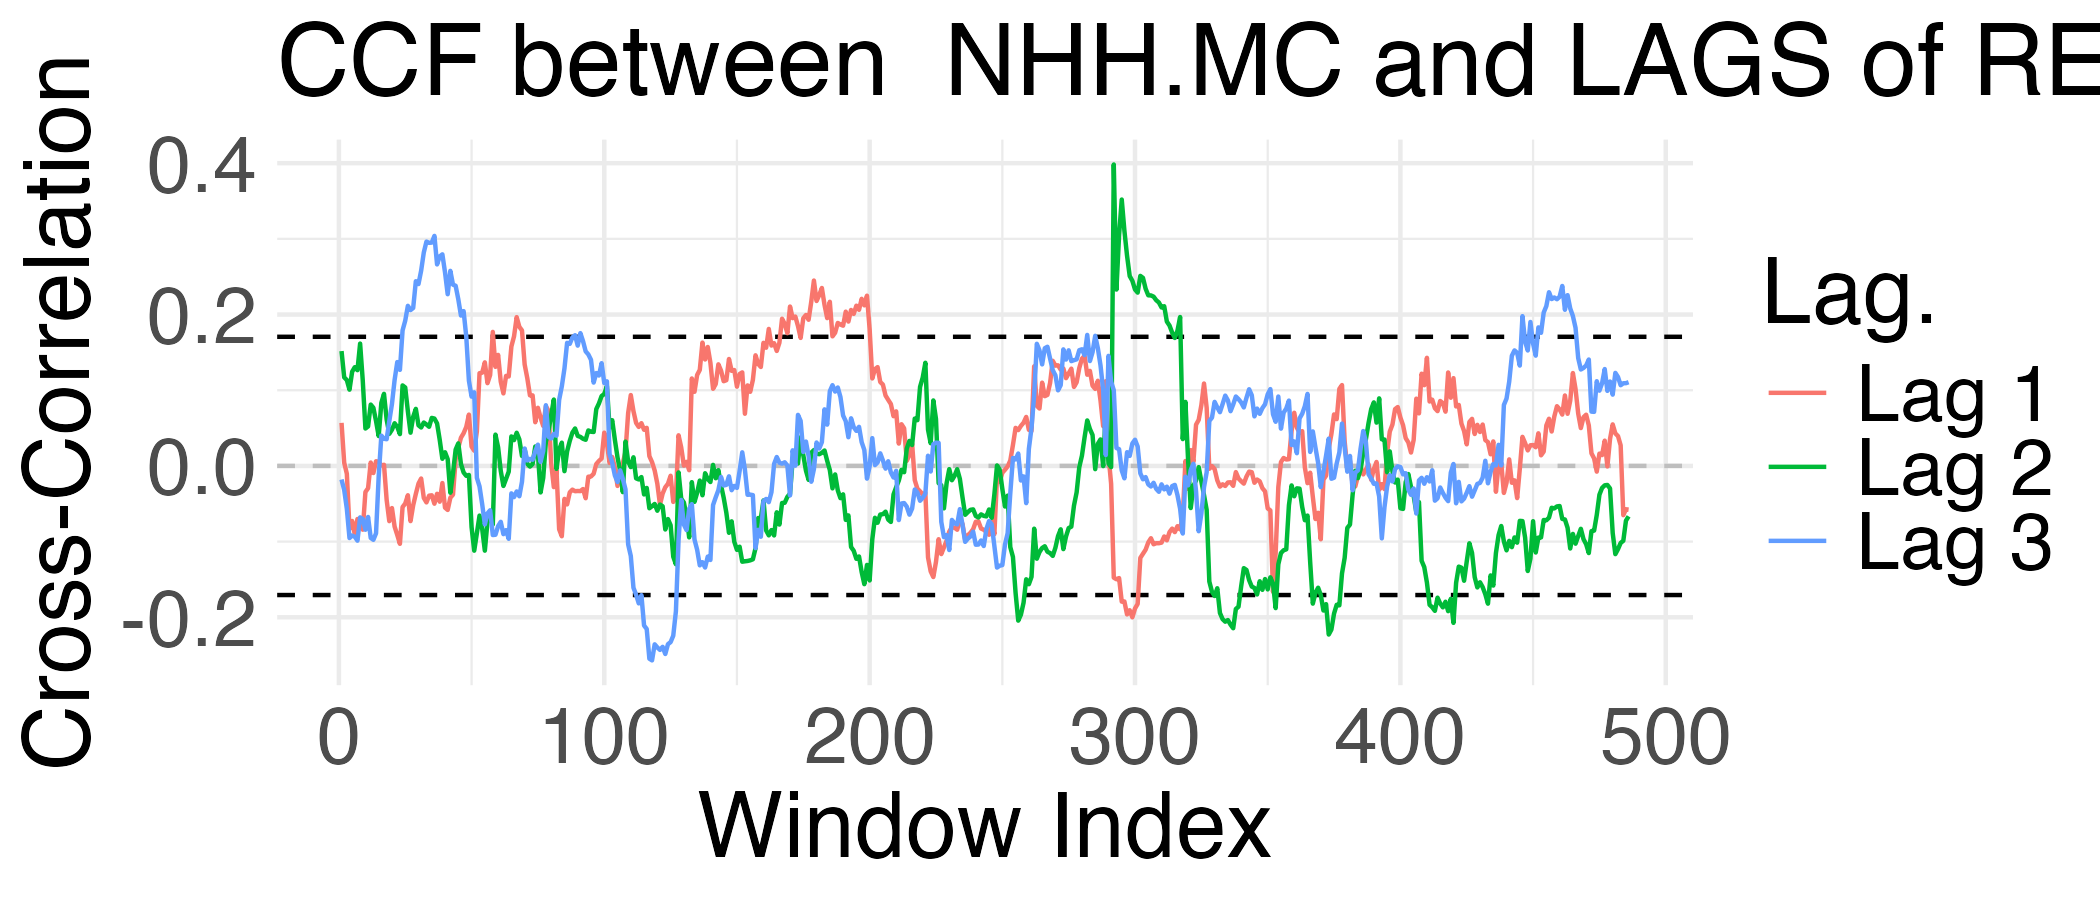 CCF between  NHH.MC and LAGS of RE
Cross-Correlation
0.4
0.2
0.0
-0.2
0 100 200 300 400 500
Window Index
Lag.
Lag 1
Lag 2
Lag 3